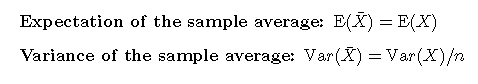 Expectation of the sample average: 𝔼(X̄) = 𝔼(X)
Variance of the sample average: 𝕍ar(X̄) = 𝕍ar(X)/n